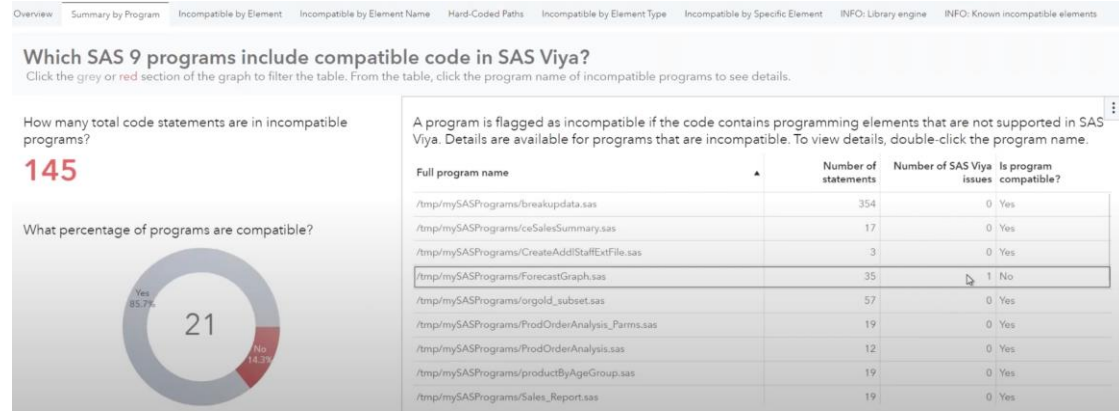 Overview Summary by Program Incompatible by Element Incompatible by Element Name Hard-Coded Paths Incompatible by Element Type Incompatible by Specific Element INFO: Library engine INFO: Known incompatible elements
Which SAS 9 programs include compatible code in SAS Viya?
Click the grey or red section of the graph to filter the table. From the table, click the program name of incompatible programs to see details.
How many total code statements are in incompatible
programs?
145
What percentage of programs are compatible?
Yes
85.7%
21
No
14.3%
A program is flagged as incompatible if the code contains programming elements that are not supported in SAS
Viya. Details are available for programs that are incompatible. To view details, double-click the program name.
Full program name Number of statements Number of SAS Viya issues Is program compatible?
/tmp/mySASPrograms/breakupdata.sas 354 0 Yes
/tmp/mySASPrograms/ceSalesSummary.sas 17 0 Yes
/tmp/mySASPrograms/CreateAddlStaffExtFile.sas 3 0 Yes
/tmp/mySASPrograms/ForecastGraph.sas 35 1 No
/tmp/mySASPrograms/orgold_subset.sas 57 0 Yes
/tmp/mySASPrograms/ProdOrderAnalysis_Parms.sas 19 0 Yes
/tmp/mySASPrograms/ProdOrderAnalysis.sas 12 0 Yes
/tmp/mySASPrograms/productByAgeGroup.sas 19 0 Yes
/tmp/mySASPrograms/Sales_Report.sas 19 0 Yes